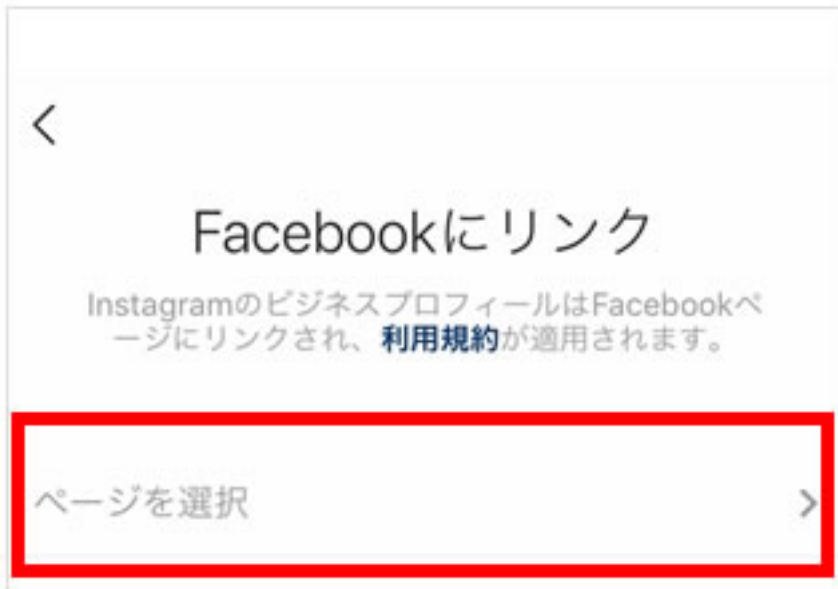 Facebookにリンク
InstagramのビジネスプロフィールはFacebookペ
ージにリンクされ、利用規約が適用されます。
ページを選択